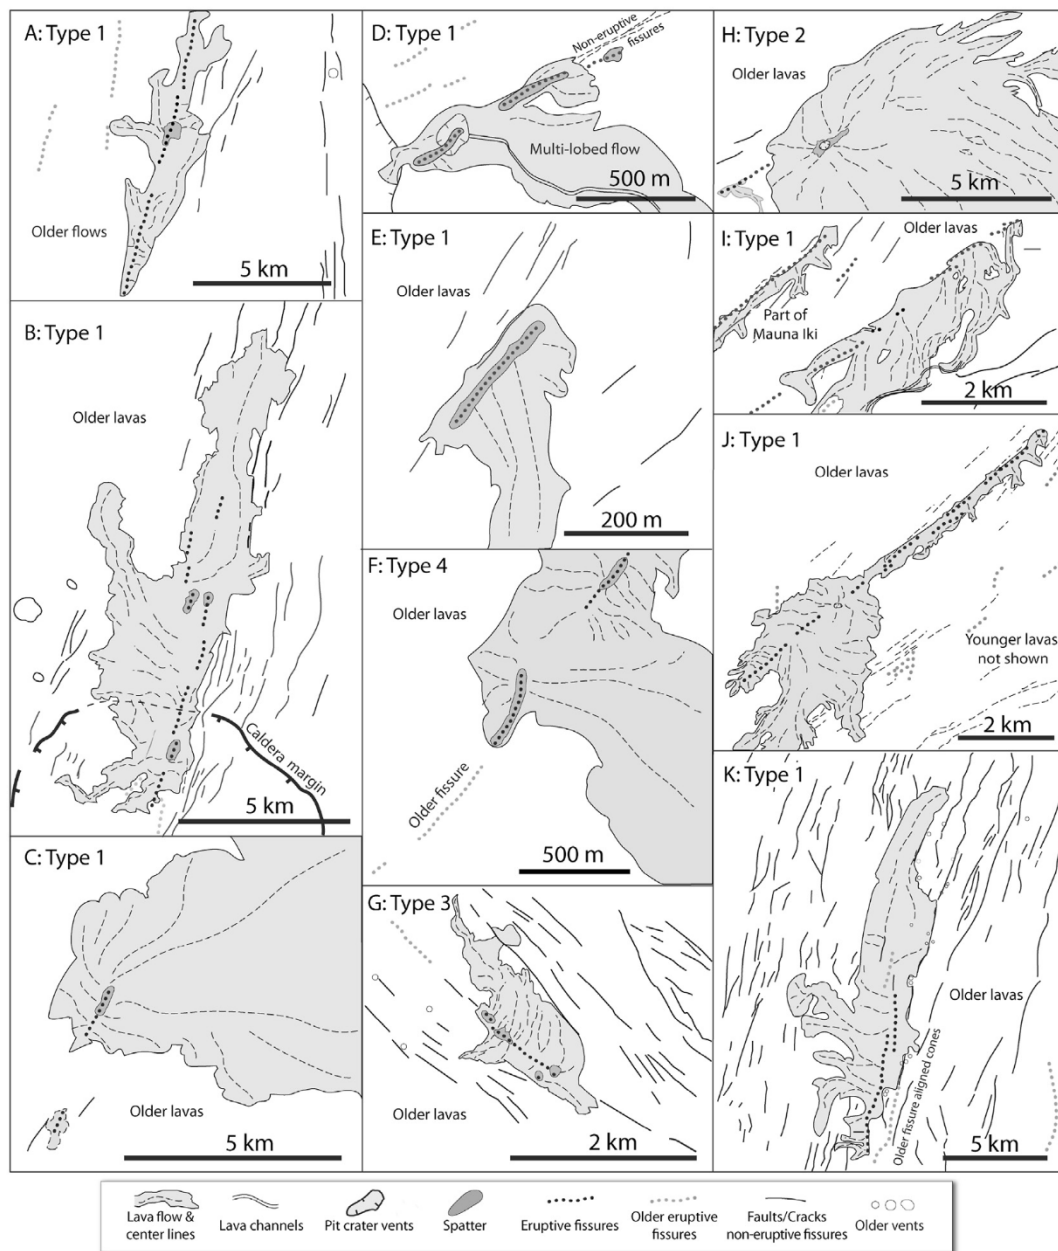 A: Type 1
Older flows
5 km
B: Type 1
Older lavas
Caldera margin
5 km
C: Type 1
Older lavas
5 km
D: Type 1
Non-eruptive
fissures
Multi-lobed flow
500 m
E: Type 1
Older lavas
200 m
F: Type 4
Older lavas
Older fissure
500 m
G: Type 3
Older lavas
2 km
H: Type 2
Older lavas
5 km
I: Type 1
Older lavas
Part of
Mauna Iki
2 km
J: Type 1
Older lavas
Younger lavas
not shown
2 km
K: Type 1
Older lavas
Older fissure aligned cones
5 km
Lava flow &
center lines
Lava channels
Pit crater vents
Spatter
Eruptive fissures
Older eruptive
fissures
Faults/Cracks
non-eruptive fissures
Older vents